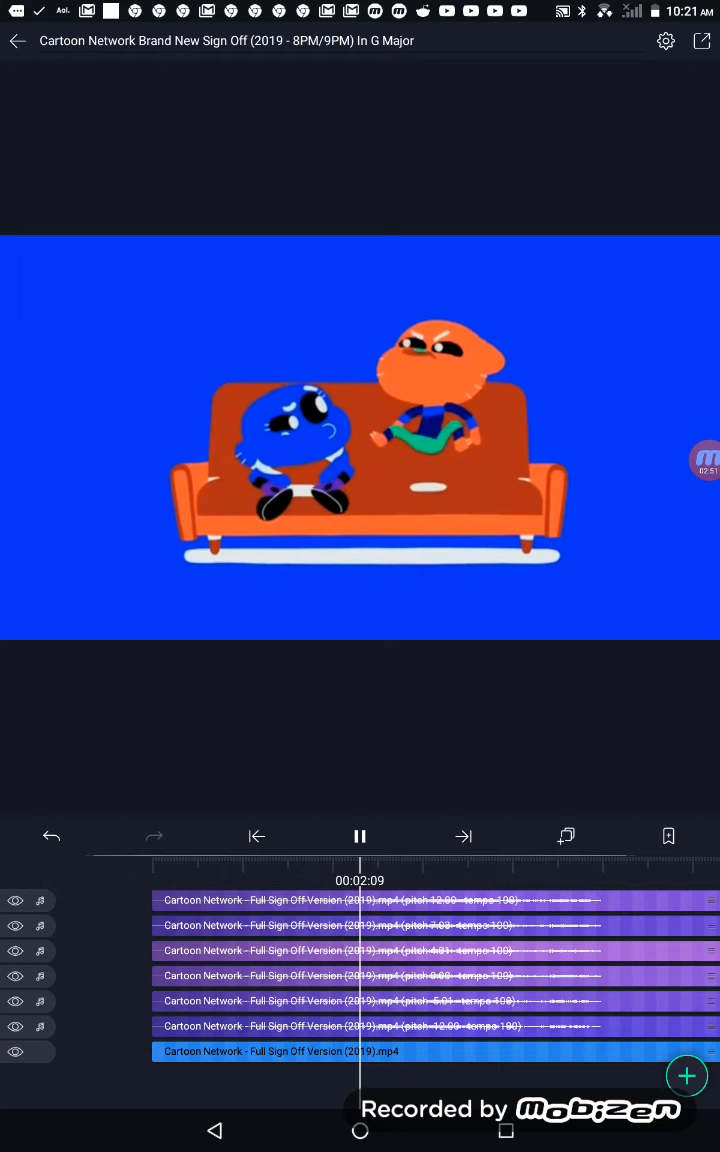 Aol.
10:21 AM
Cartoon Network Brand New Sign Off (2019 - 8PM/9PM) In G Major
02:51
00:02:09
Cartoon Network - Full Sign Off Version (2019).mp4 (pitch 12.00 - tempo 100)
Cartoon Network - Full Sign Off Version (2019).mp4 (pitch 7.03 - tempo 100)
Cartoon Network - Full Sign Off Version (2019).mp4 (pitch 4.01 - tempo 100)
Cartoon Network - Full Sign Off Version (2019).mp4 (pitch 0.00 - tempo 100)
Cartoon Network - Full Sign Off Version (2019).mp4 (pitch -5.01 - tempo 100)
Cartoon Network - Full Sign Off Version (2019).mp4 (pitch -12.00 - tempo 100)
Cartoon Network - Full Sign Off Version (2019).mp4
Recorded by mobizen